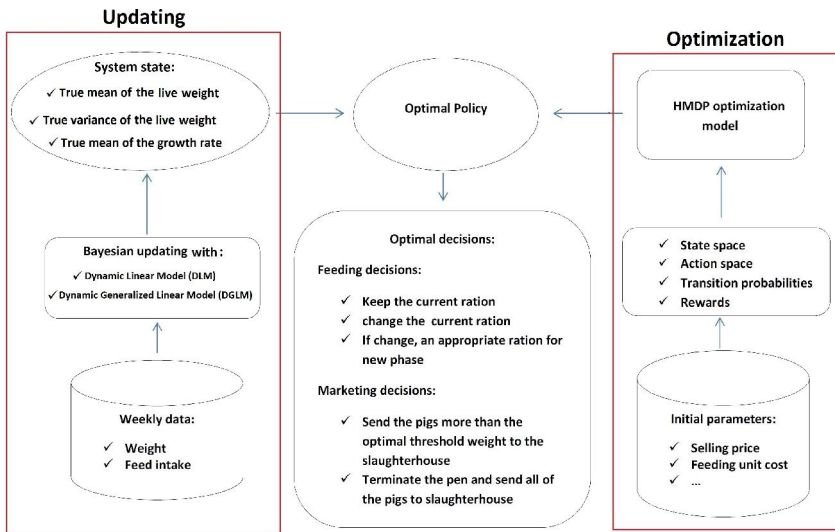 Updating
System state:
✓ True mean of the live weight
✓ True variance of the live weight
✓ True mean of the growth rate
Bayesian updating with:
✓ Dynamic Linear Model (DLM)
✓ Dynamic Generalized Linear Model (DGLM)
Weekly data:
✓ Weight
✓ Feed intake
Optimal Policy
Optimal decisions:
Feeding decisions:
✓ Keep the current ration
✓ change the current ration
✓ If change, an appropriate ration for
new phase
Marketing decisions:
✓ Send the pigs more than the
optimal threshold weight to the
slaughterhouse
✓ Terminate the pen and send all of
the pigs to slaughterhouse
Optimization
HMDP optimization
model
✓ State space
✓ Action space
✓ Transition probabilities
✓ Rewards
Initial parameters:
✓ Selling price
✓ Feeding unit cost
✓ ...